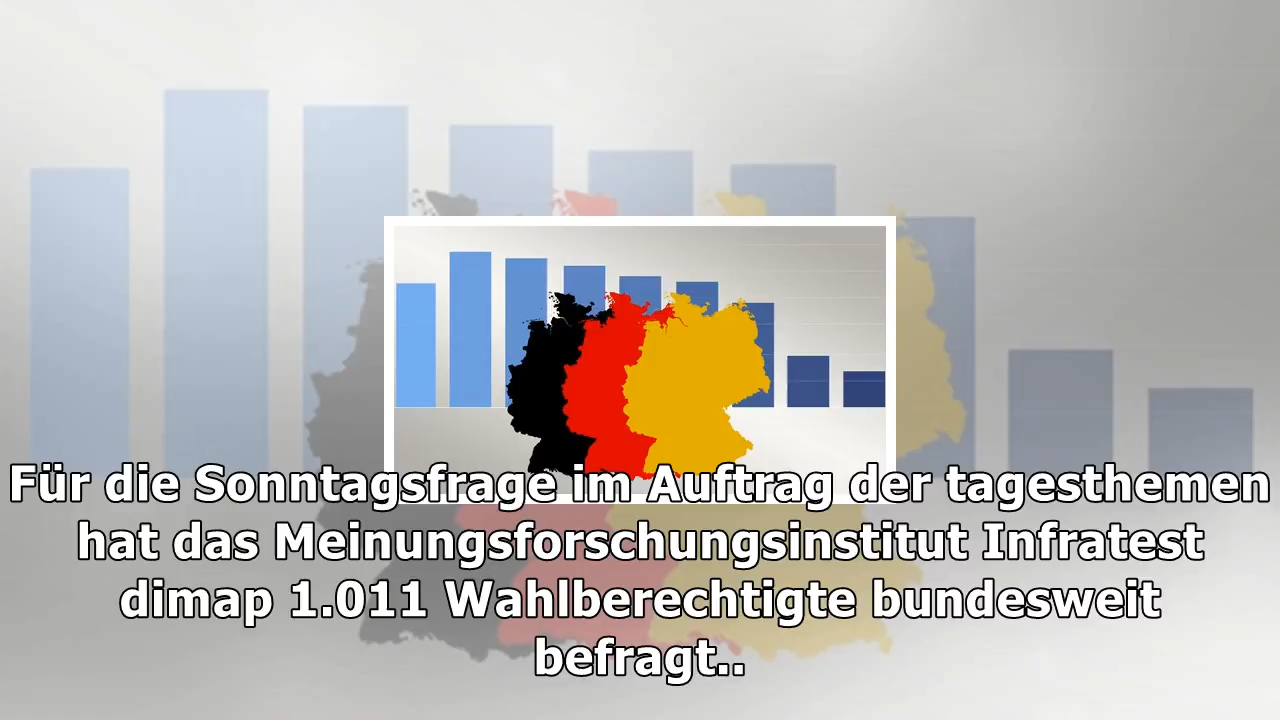 Für die Sonntagsfrage im Auftrag der tagesthemen
hat das Meinungsforschungsinstitut Infratest
dimap 1.011 Wahlberechtigte bundesweit
befragt..